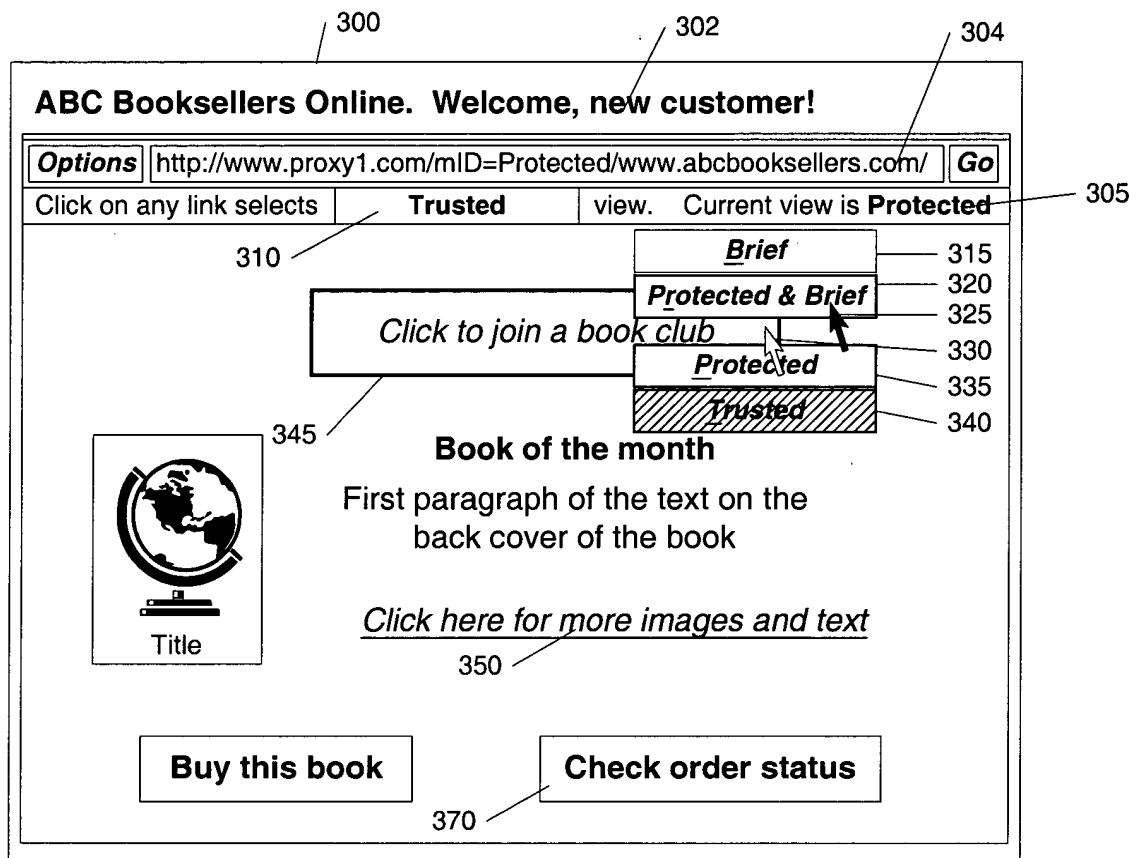 300
302
304
ABC Booksellers Online. Welcome, new customer!
Options http://www.proxy1.com/mID=Protected/www.abcbooksellers.com/ Go
Click on any link selects Trusted view. Current view is Protected
305
310
Brief 315
Protected & Brief 320
325
Click to join a book club
330
Protected 335
Trusted 340
345
Book of the month
First paragraph of the text on the
back cover of the book
Title
Click here for more images and text
350
Buy this book
Check order status
370